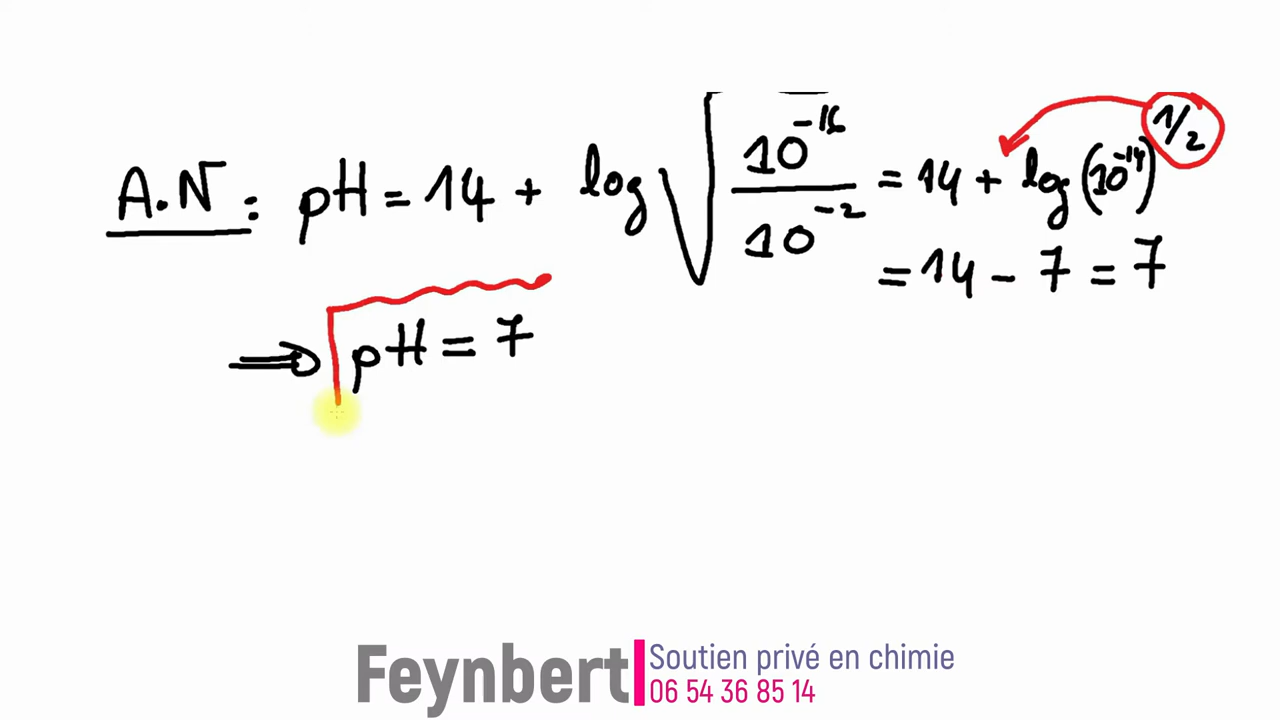 A.N : pH = 14 + log √(10^-16 / 10^-2) = 14 + log (10^-14)^1/2
= 14 - 7 = 7
⇒ pH = 7
Feynbert
Soutien privé en chimie
06 54 36 85 14